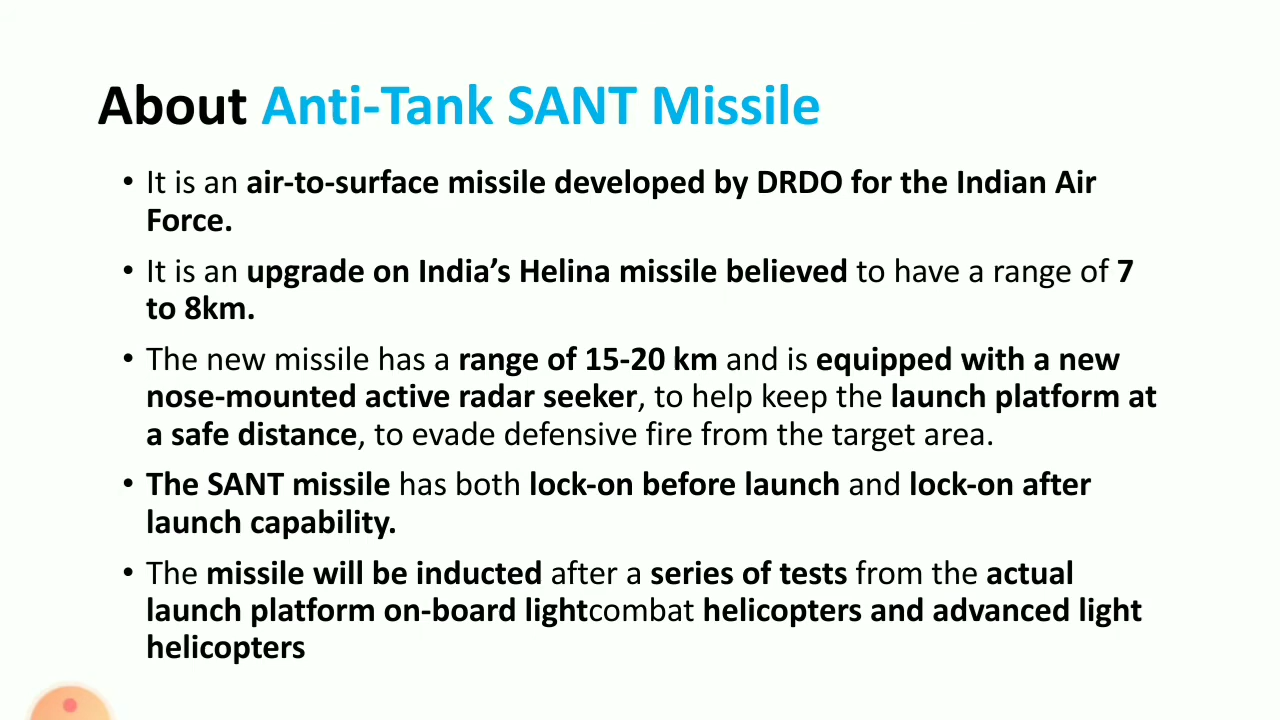 About Anti-Tank SANT Missile
• It is an air-to-surface missile developed by DRDO for the Indian Air
Force.
• It is an upgrade on India’s Helina missile believed to have a range of 7
to 8km.
• The new missile has a range of 15-20 km and is equipped with a new
nose-mounted active radar seeker, to help keep the launch platform at
a safe distance, to evade defensive fire from the target area.
• The SANT missile has both lock-on before launch and lock-on after
launch capability.
• The missile will be inducted after a series of tests from the actual
launch platform on-board lightcombat helicopters and advanced light
helicopters